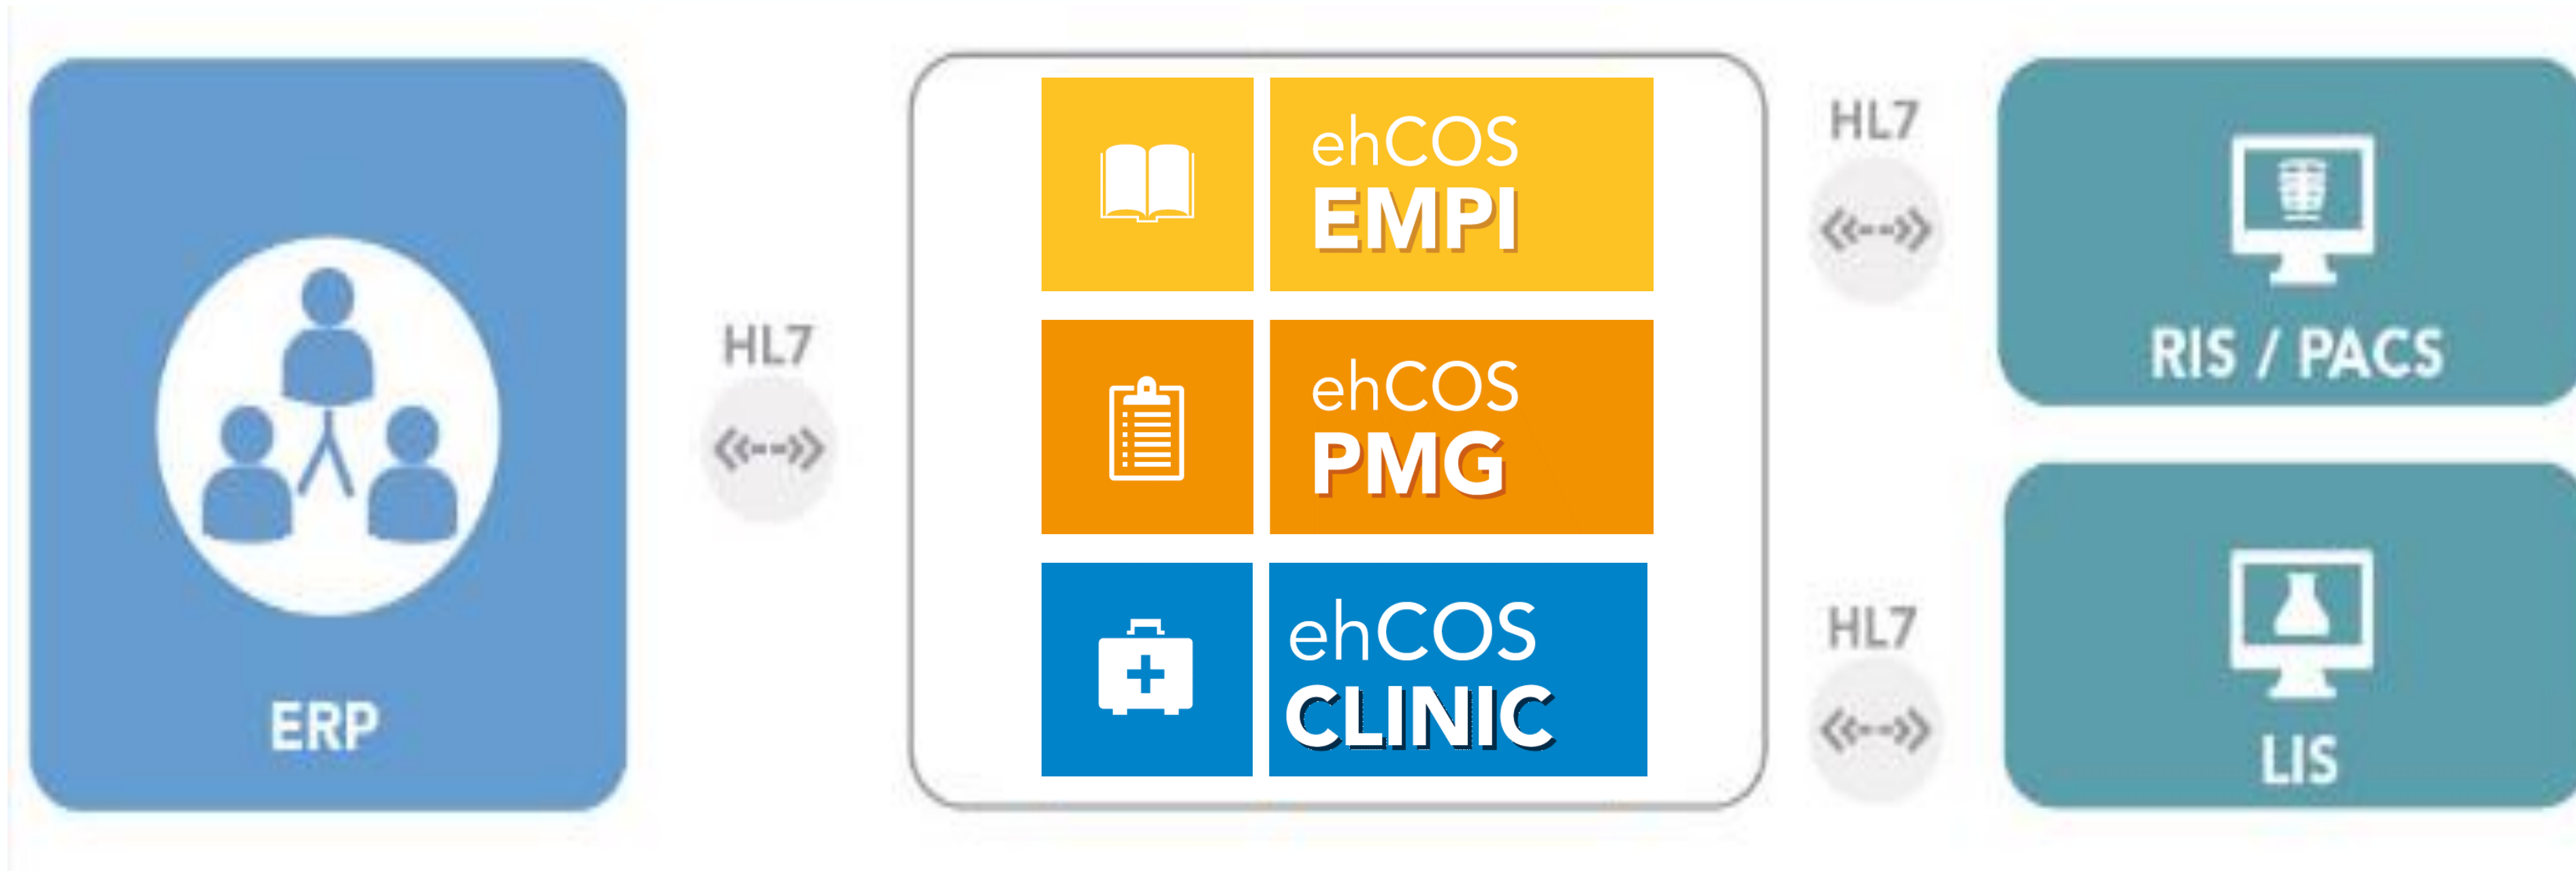 ERP
HL7
ehCOS
EMPI
ehCOS
PMG
ehCOS
CLINIC
HL7
RIS / PACS
HL7
LIS